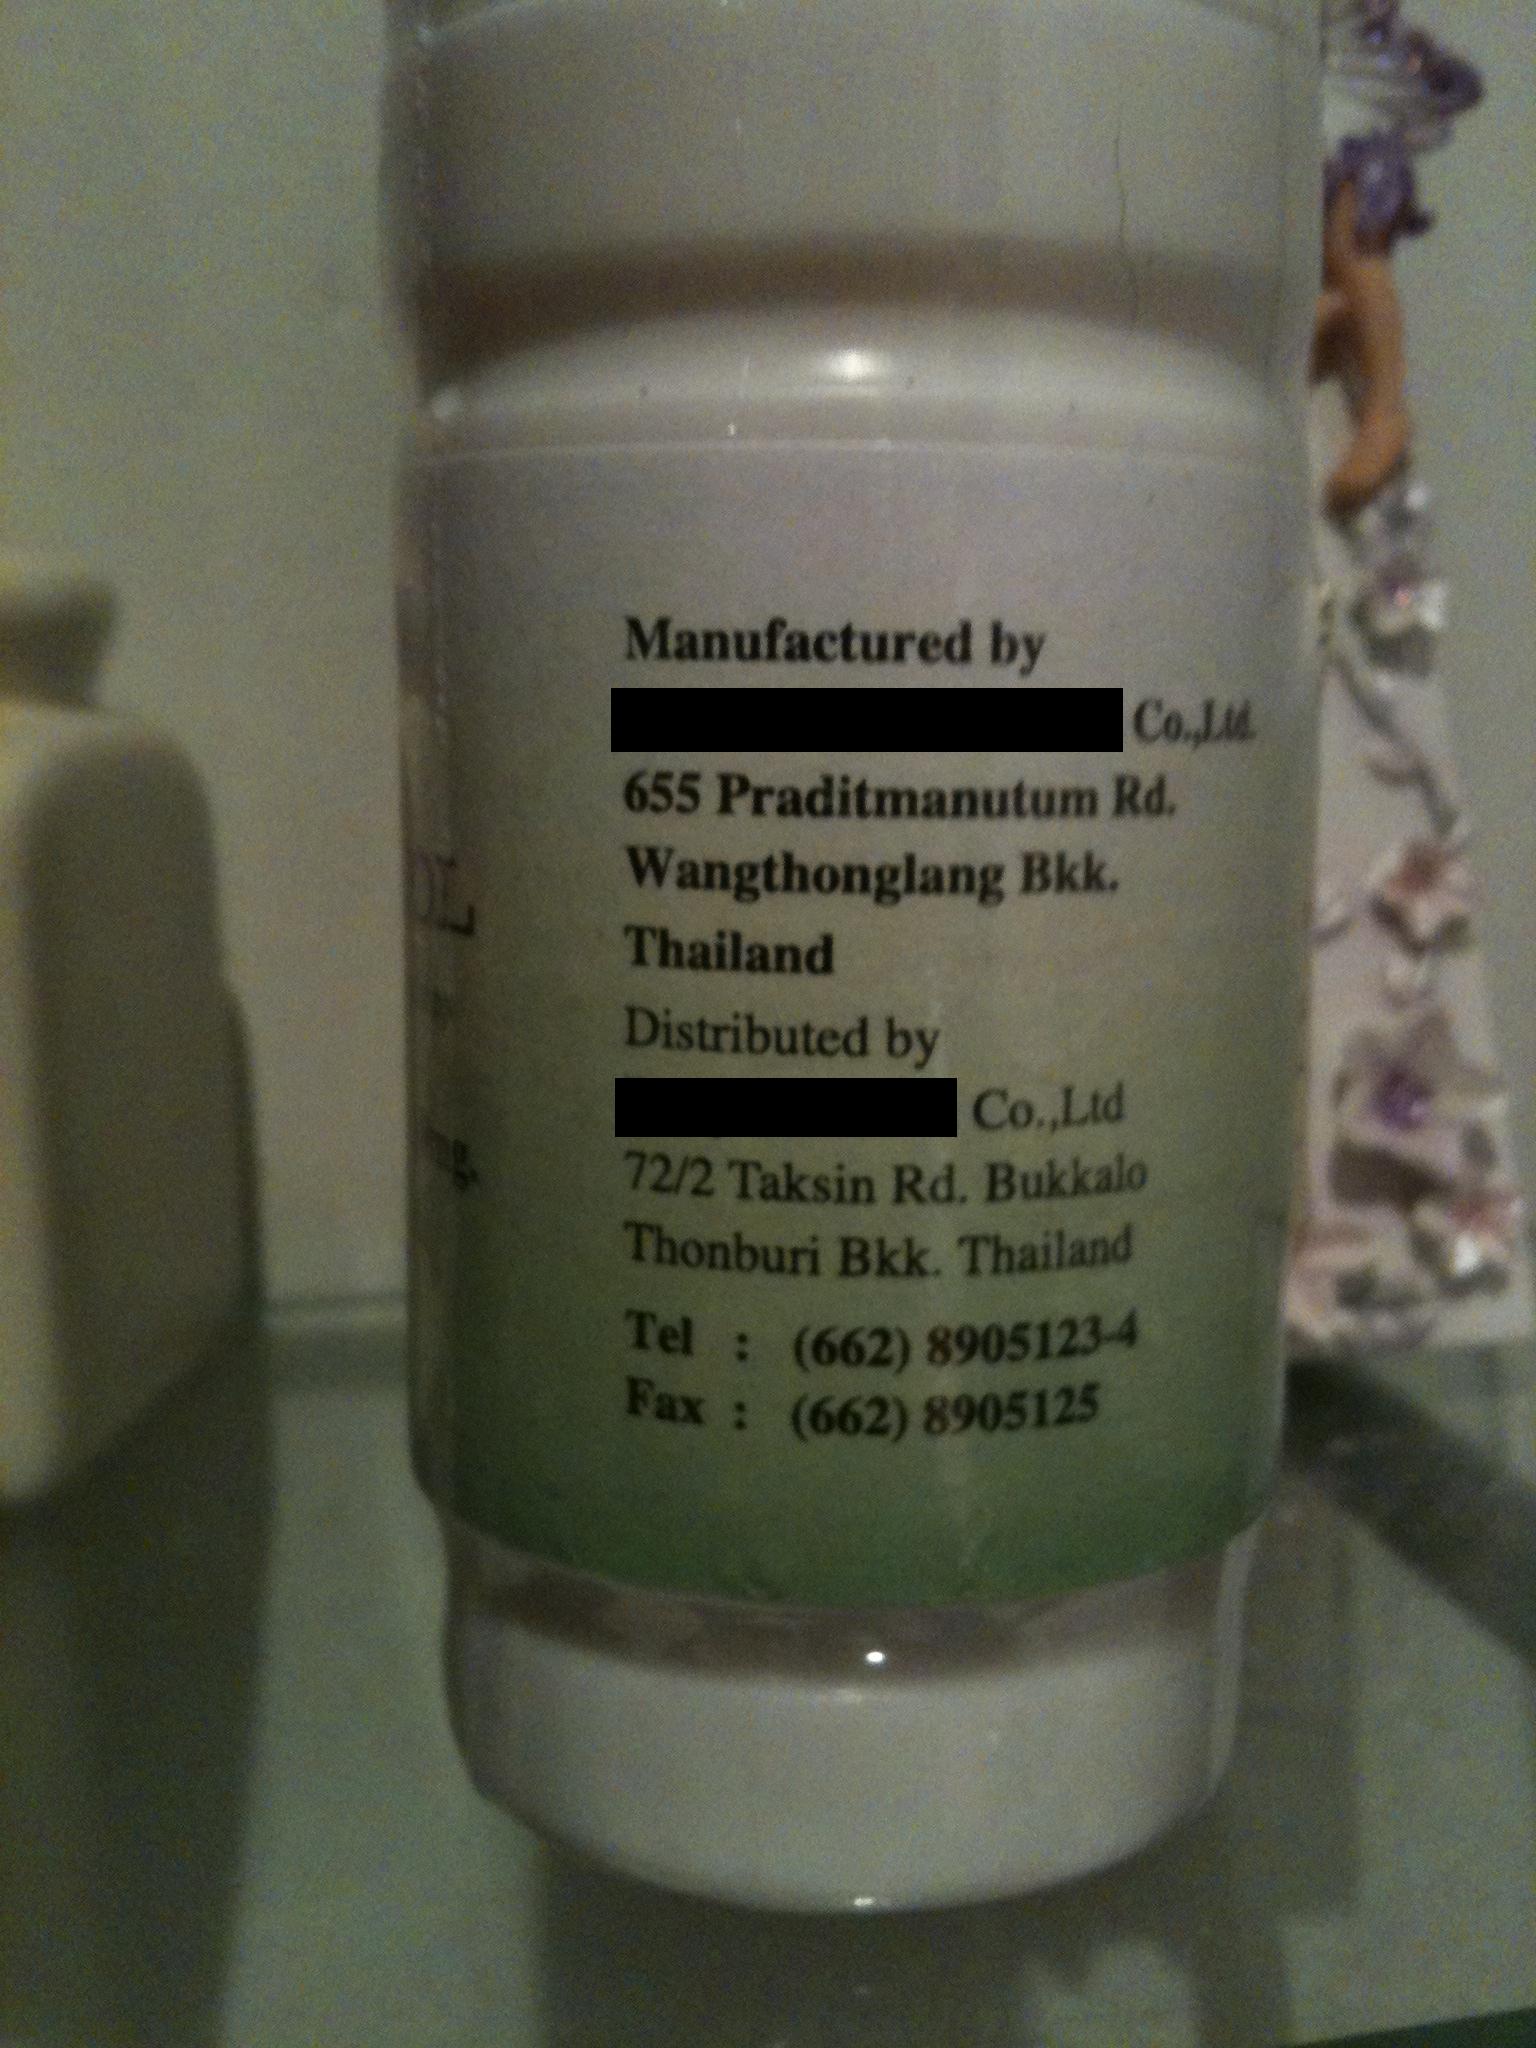 Manufactured by
Co.,Ltd.
655 Praditmanutum Rd.
Wangthonglang Bkk.
Thailand
Distributed by
Co.,Ltd
72/2 Taksin Rd. Bukkalo
Thonburi Bkk. Thailand
Tel : (662) 8905123-4
Fax : (662) 8905125